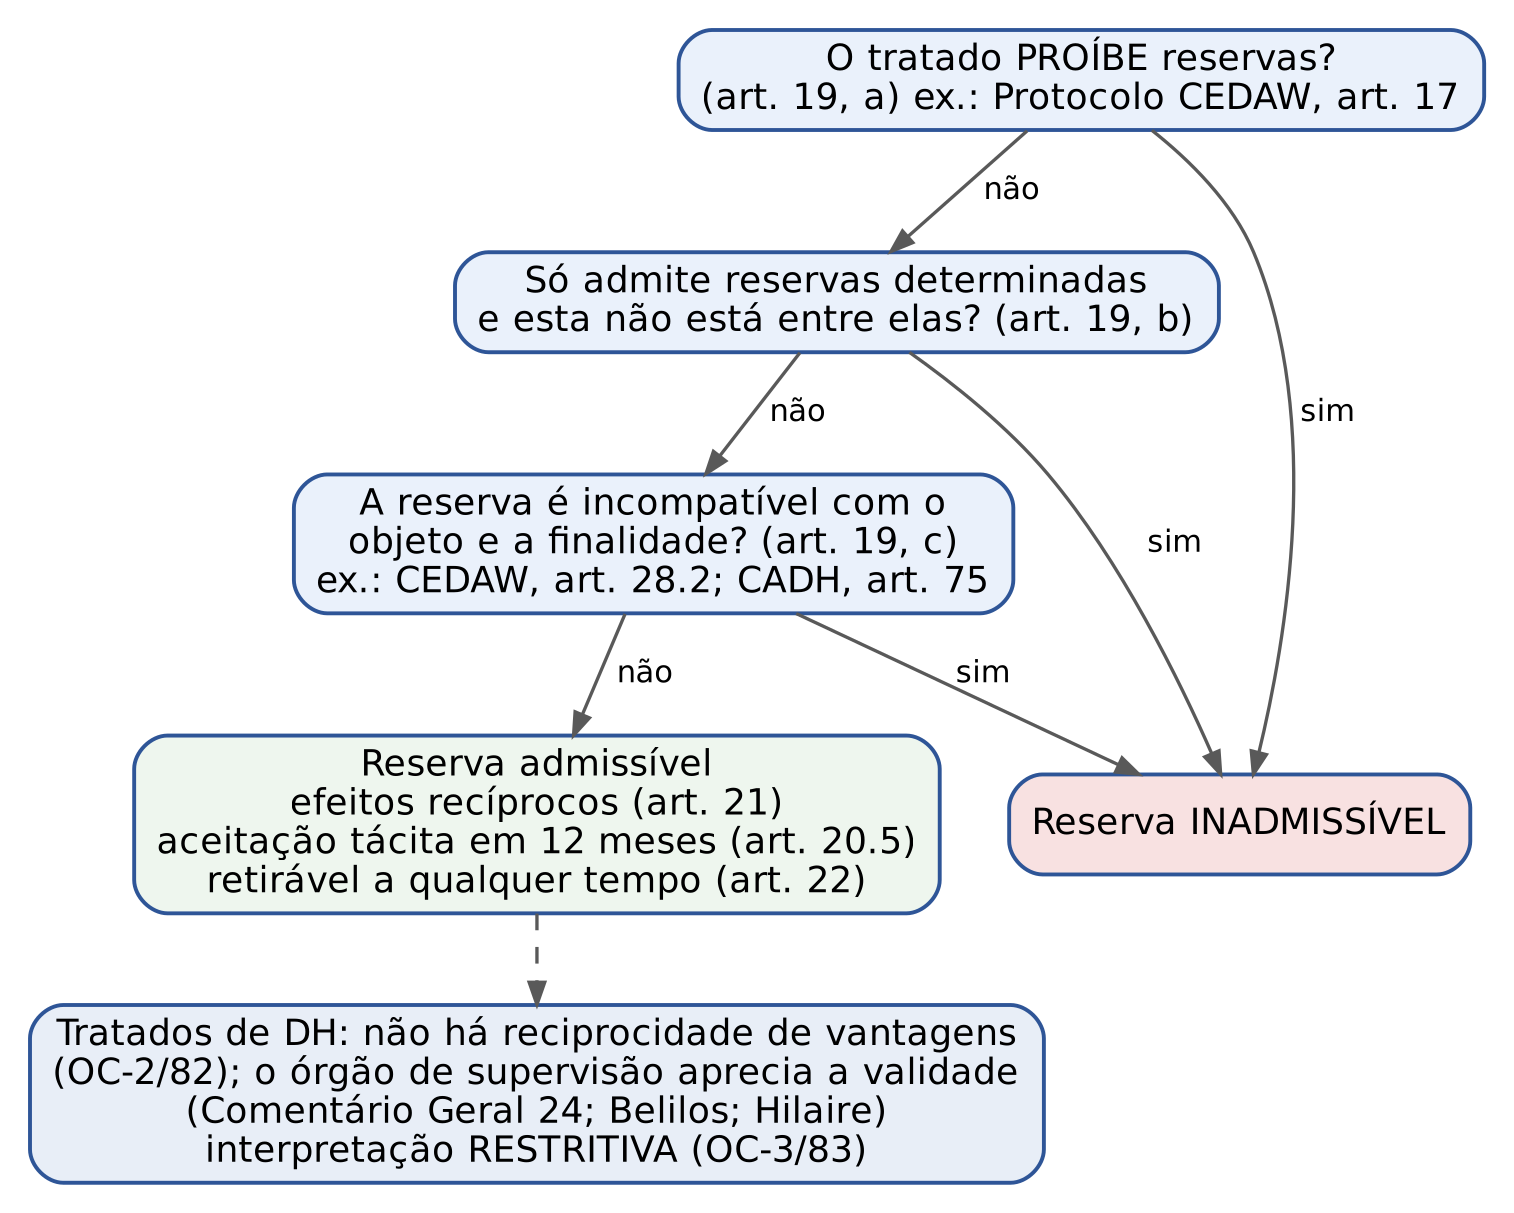 O tratado PROÍBE reservas?
(art. 19, a) ex.: Protocolo CEDAW, art. 17
não
Só admite reservas determinadas
e esta não está entre elas? (art. 19, b)
não
sim
A reserva é incompatível com o
objeto e a finalidade? (art. 19, c)
ex.: CEDAW, art. 28.2; CADH, art. 75
sim
não
sim
Reserva admissível
efeitos recíprocos (art. 21)
aceitação tácita em 12 meses (art. 20.5)
retirável a qualquer tempo (art. 22)
Reserva INADMISSÍVEL
Tratados de DH: não há reciprocidade de vantagens
(OC-2/82); o órgão de supervisão aprecia a validade
(Comentário Geral 24; Belilos; Hilaire)
interpretação RESTRITIVA (OC-3/83)